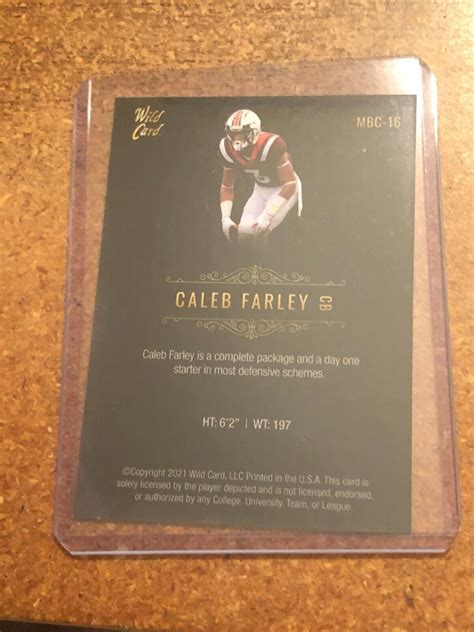 Wild
Card
MBC-16
3
CALEB FARLEY CB
Caleb Farley is a complete package and a day one
starter in most defensive schemes.
HT: 6'2" | WT: 197
©Copyright 2021 Wild Card, LLC Printed in the U.S.A. This card is
solely licensed by the player depicted and is not licensed, endorsed,
or authorized by any College, University, Team, or League.